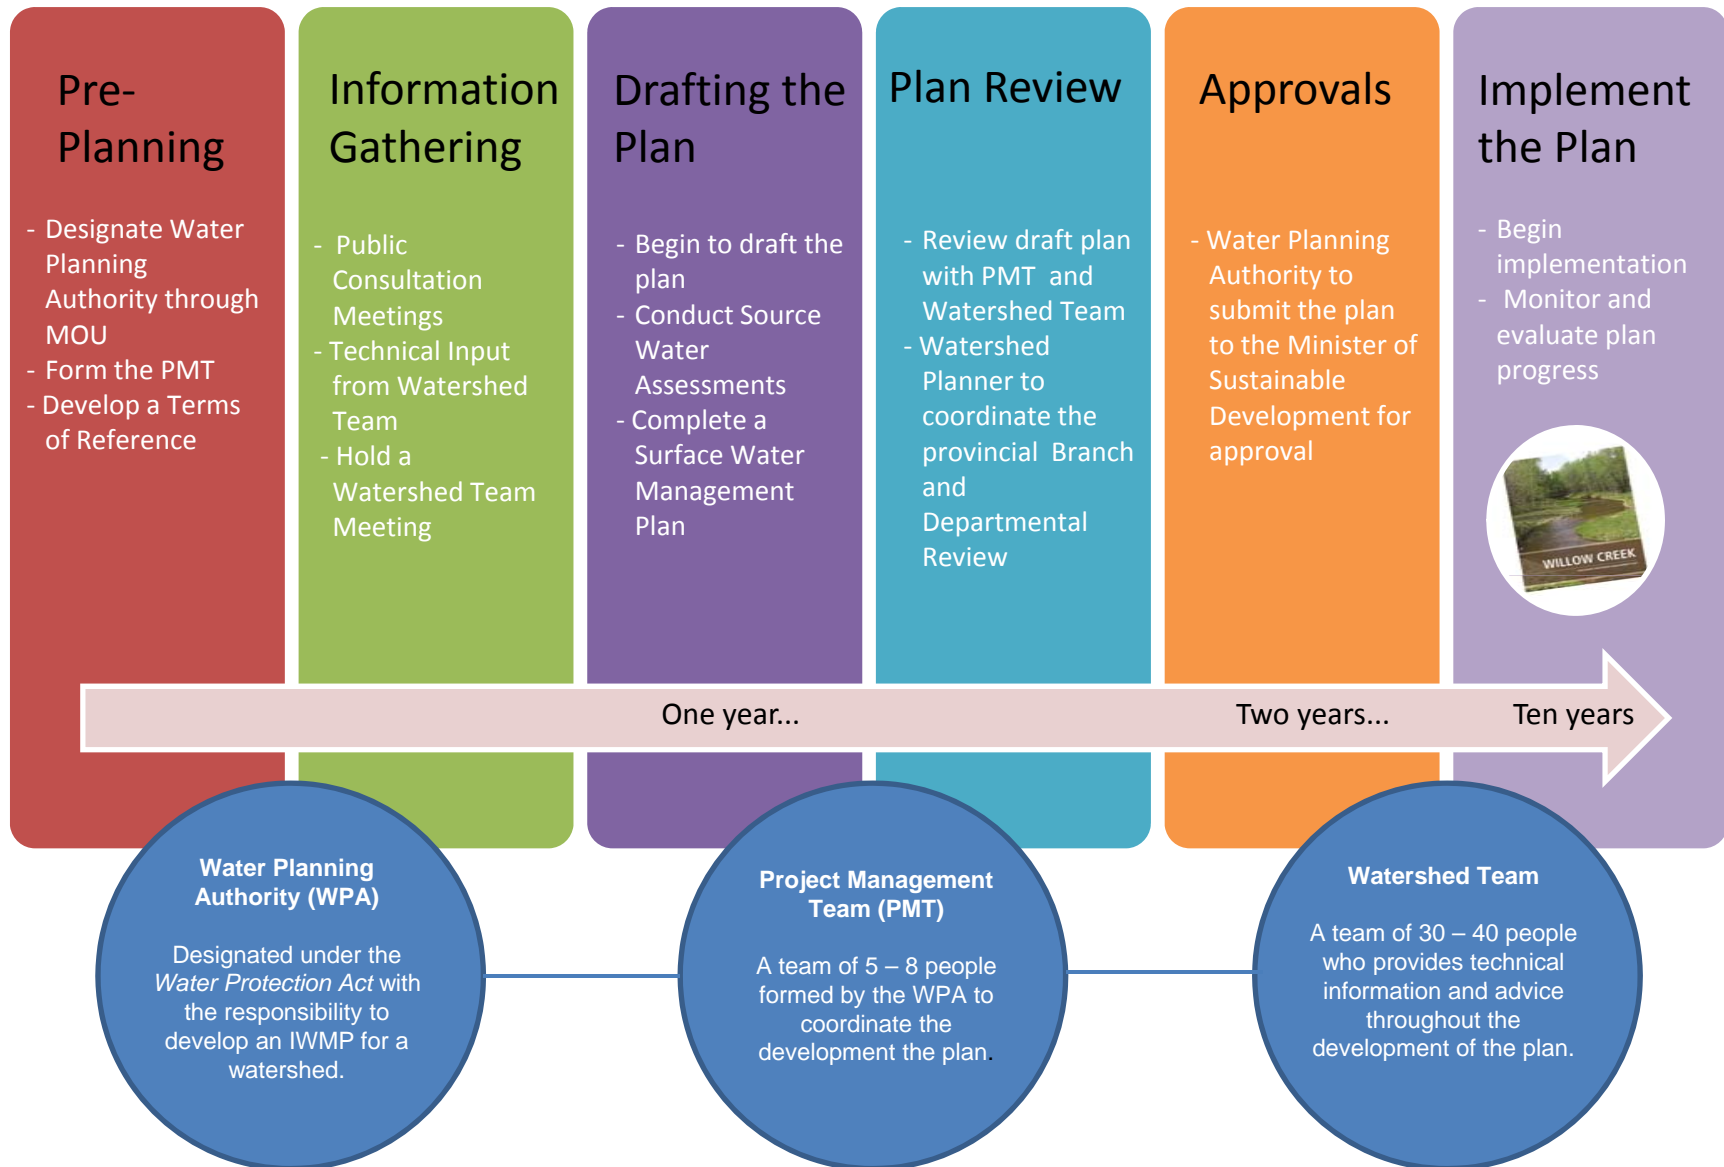 Pre-
Planning
- Designate Water
Planning
Authority through
MOU
- Form the PMT
- Develop a Terms
of Reference
Information
Gathering
- Public
Consultation
Meetings
- Technical Input
from Watershed
Team
- Hold a
Watershed Team
Meeting
Drafting the
Plan
- Begin to draft the
plan
- Conduct Source
Water
Assessments
- Complete a
Surface Water
Management
Plan
Plan Review
- Review draft plan
with PMT and
Watershed Team
- Watershed
Planner to
coordinate the
provincial Branch
and
Departmental
Review
Approvals
- Water Planning
Authority to
submit the plan
to the Minister of
Sustainable
Development for
approval
Implement
the Plan
- Begin
implementation
- Monitor and
evaluate plan
progress
WILLOW CREEK
One year...
Two years...
Ten years
Water Planning
Authority (WPA)
Designated under the
Water Protection Act with
the responsibility to
develop an IWMP for a
watershed.
Project Management
Team (PMT)
A team of 5 – 8 people
formed by the WPA to
coordinate the
development the plan.
Watershed Team
A team of 30 – 40 people
who provides technical
information and advice
throughout the
development of the plan.